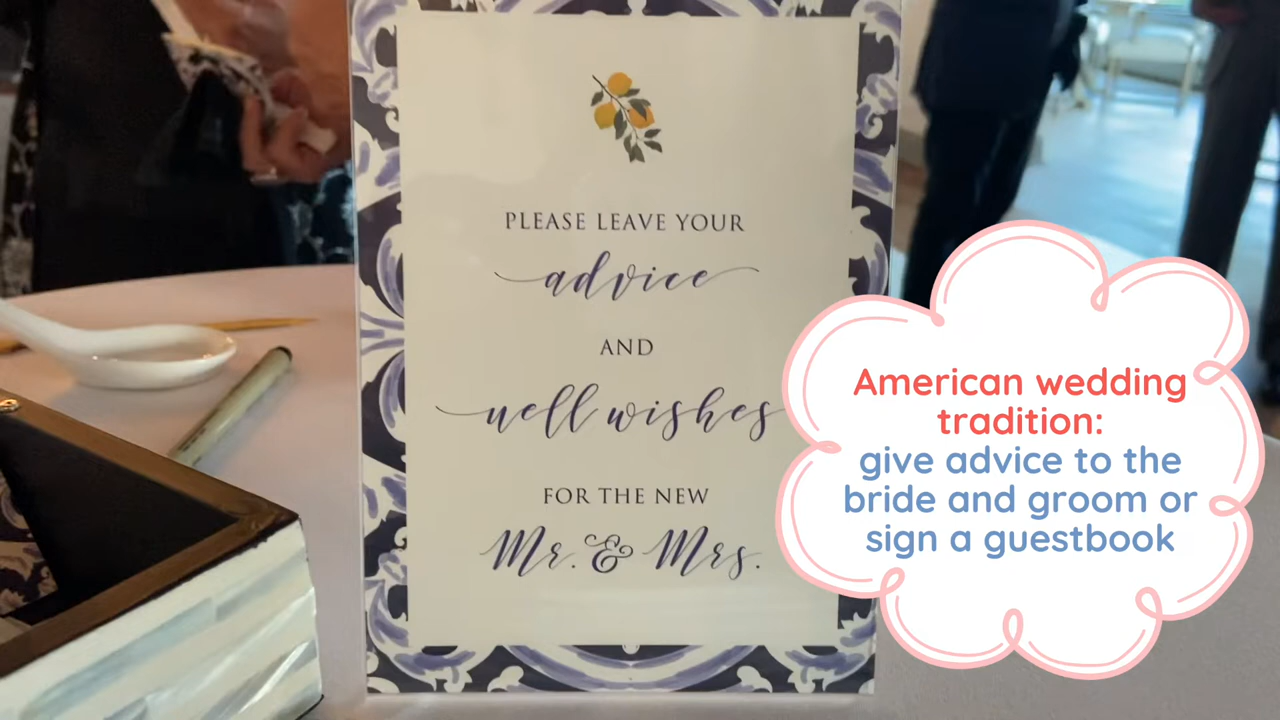 PLEASE LEAVE YOUR
advice
AND
well wishes
FOR THE NEW
Mr. & Mrs.
American wedding
tradition:
give advice to the
bride and groom or
sign a guestbook